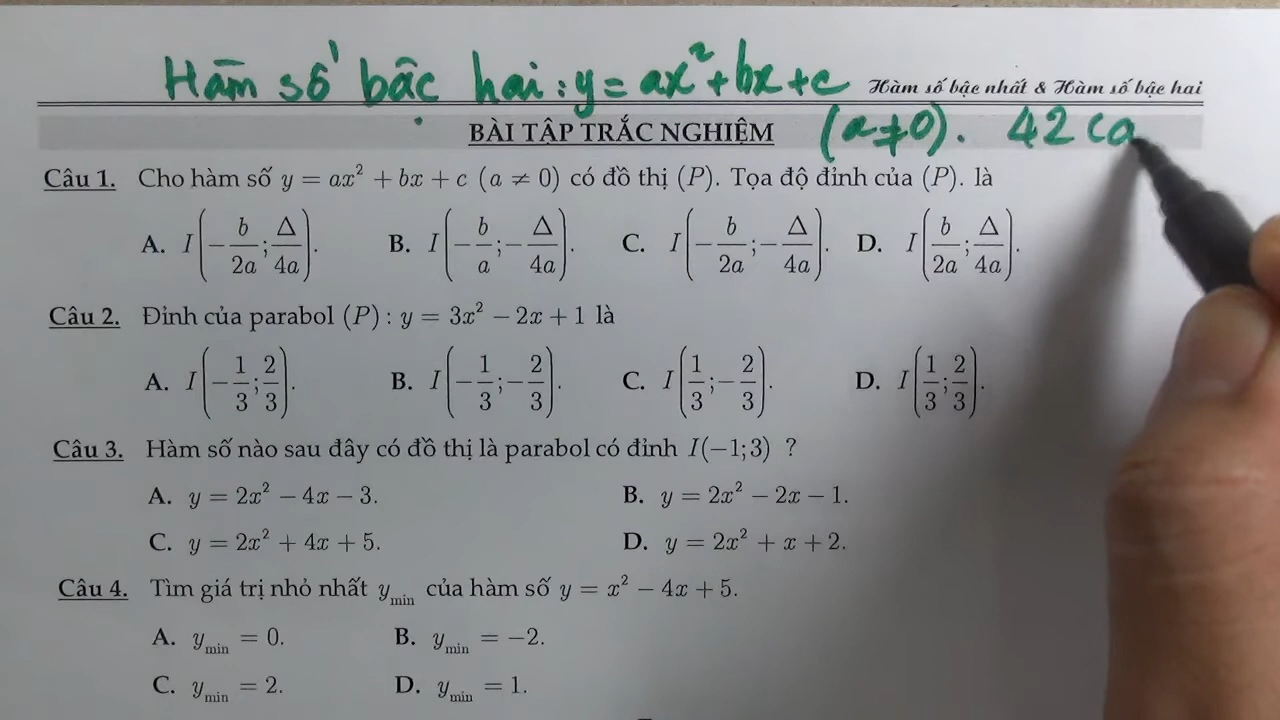 Hàm số bậc hai : y = ax² + bx + c Hàm số bậc nhất & Hàm số bậc hai
BÀI TẬP TRẮC NGHIỆM (a ≠ 0). 42 ca
Câu 1. Cho hàm số y = ax² + bx + c (a ≠ 0) có đồ thị (P). Tọa độ đỉnh của (P). là
A. I(−b/2a; Δ/4a). B. I(−b/a; −Δ/4a). C. I(−b/2a; −Δ/4a). D. I(b/2a; Δ/4a).
Câu 2. Đỉnh của parabol (P) : y = 3x² − 2x + 1 là
A. I(−1/3; 2/3). B. I(−1/3; −2/3). C. I(1/3; −2/3). D. I(1/3; 2/3).
Câu 3. Hàm số nào sau đây có đồ thị là parabol có đỉnh I(−1;3) ?
A. y = 2x² − 4x − 3. B. y = 2x² − 2x − 1.
C. y = 2x² + 4x + 5. D. y = 2x² + x + 2.
Câu 4. Tìm giá trị nhỏ nhất y_min của hàm số y = x² − 4x + 5.
A. y_min = 0. B. y_min = −2.
C. y_min = 2. D. y_min = 1.